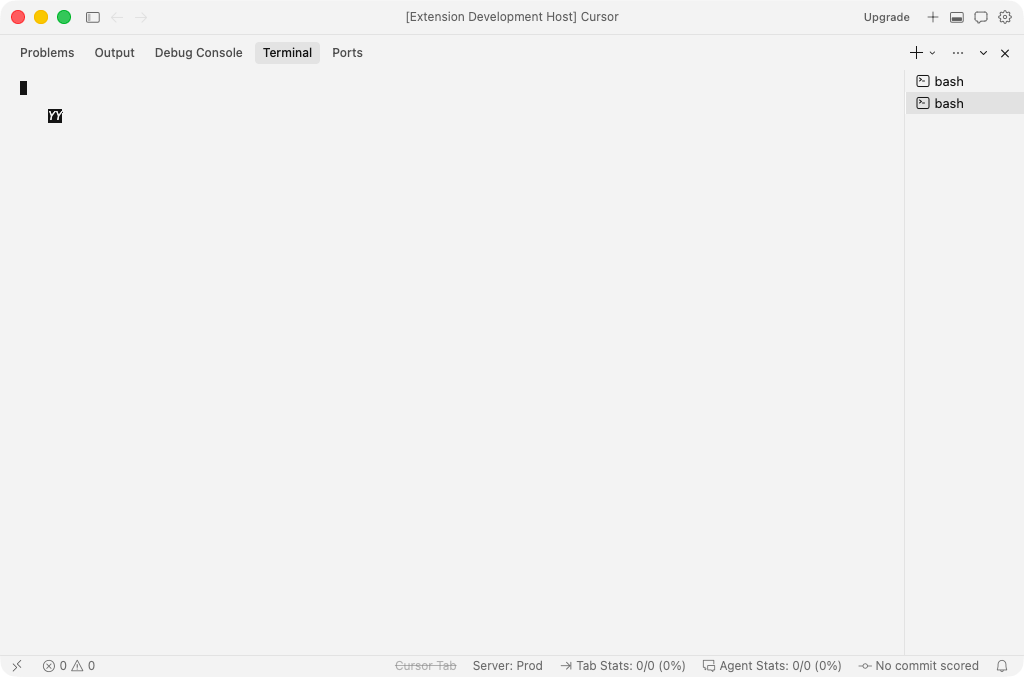 [Extension Development Host] Cursor
Upgrade
Problems Output Debug Console Terminal Ports
bash
YY
bash
0 0 Cursor Tab Server: Prod Tab Stats: 0/0 (0%) Agent Stats: 0/0 (0%) No commit scored